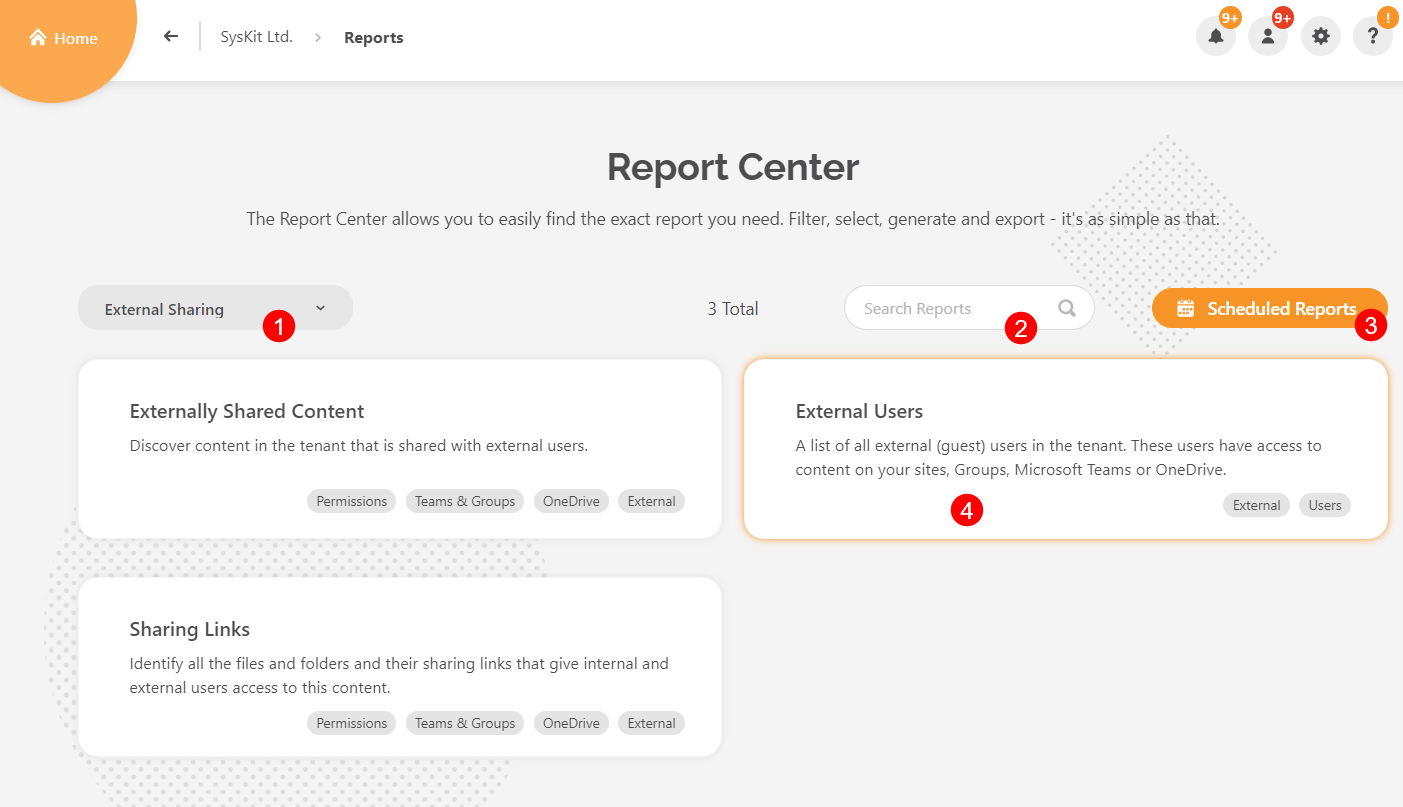 Home
SysKit Ltd. > Reports
9+
9+
!
?
Report Center
The Report Center allows you to easily find the exact report you need. Filter, select, generate and export - it's as simple as that.
External Sharing
1
3 Total
Search Reports
2
Scheduled Reports
3
Externally Shared Content
Discover content in the tenant that is shared with external users.
Permissions Teams & Groups OneDrive External
External Users
A list of all external (guest) users in the tenant. These users have access to
content on your sites, Groups, Microsoft Teams or OneDrive.
4
External Users
Sharing Links
Identify all the files and folders and their sharing links that give internal and
external users access to this content.
Permissions Teams & Groups OneDrive External